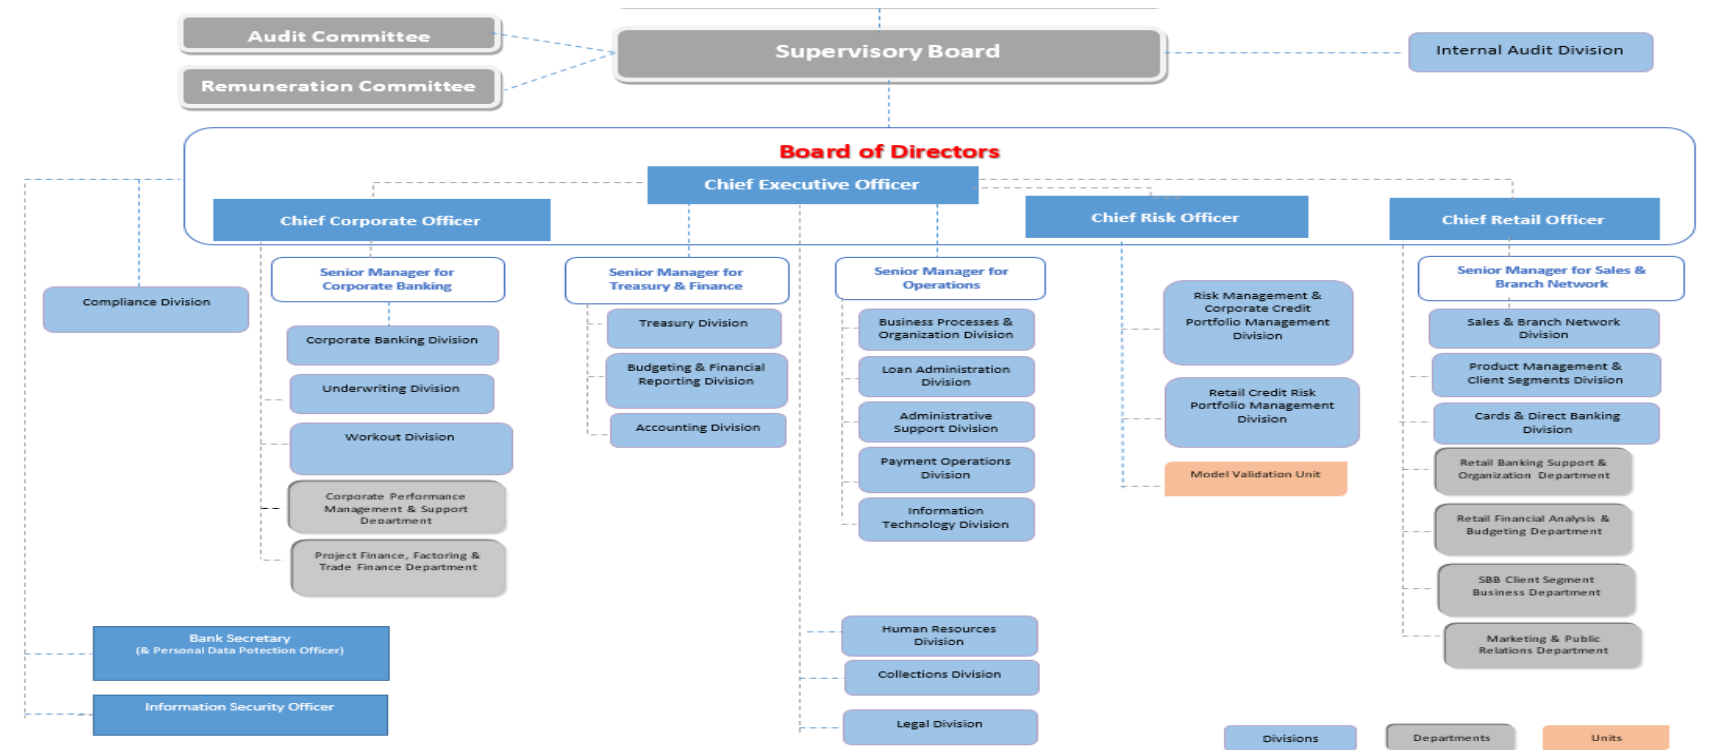 Audit Committee
Remuneration Committee
Supervisory Board
Internal Audit Division
Board of Directors
Chief Executive Officer
Chief Corporate Officer
Chief Risk Officer
Chief Retail Officer
Compliance Division
Senior Manager for
Corporate Banking
Corporate Banking Division
Underwriting Division
Workout Division
Corporate Performance
Management & Support
Department
Project Finance, Factoring &
Trade Finance Department
Senior Manager for
Treasury & Finance
Treasury Division
Budgeting & Financial
Reporting Division
Accounting Division
Senior Manager for
Operations
Business Processes &
Organization Division
Loan Administration
Division
Administrative
Support Division
Payment Operations
Division
Information
Technology Division
Human Resources
Division
Collections Division
Legal Division
Risk Management &
Corporate Credit
Portfolio Management
Division
Retail Credit Risk
Portfolio Management
Division
Model Validation Unit
Senior Manager for Sales &
Branch Network
Sales & Branch Network
Division
Product Management &
Client Segments Division
Cards & Direct Banking
Division
Retail Banking Support &
Organization Department
Retail Financial Analysis &
Budgeting Department
SBB Client Segment
Business Department
Marketing & Public
Relations Department
Bank Secretary
(& Personal Data Potection Officer)
Information Security Officer
Divisions
Departments
Units